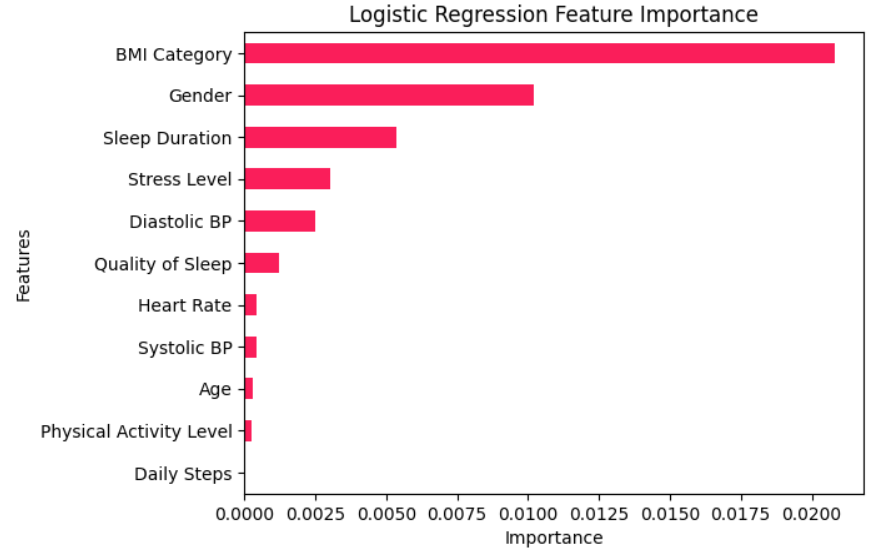 Logistic Regression Feature Importance
BMI Category
Gender
Sleep Duration
Stress Level
Diastolic BP
Quality of Sleep
Heart Rate
Systolic BP
Age
Physical Activity Level
Daily Steps
Features
0.0000 0.0025 0.0050 0.0075 0.0100 0.0125 0.0150 0.0175 0.0200
Importance